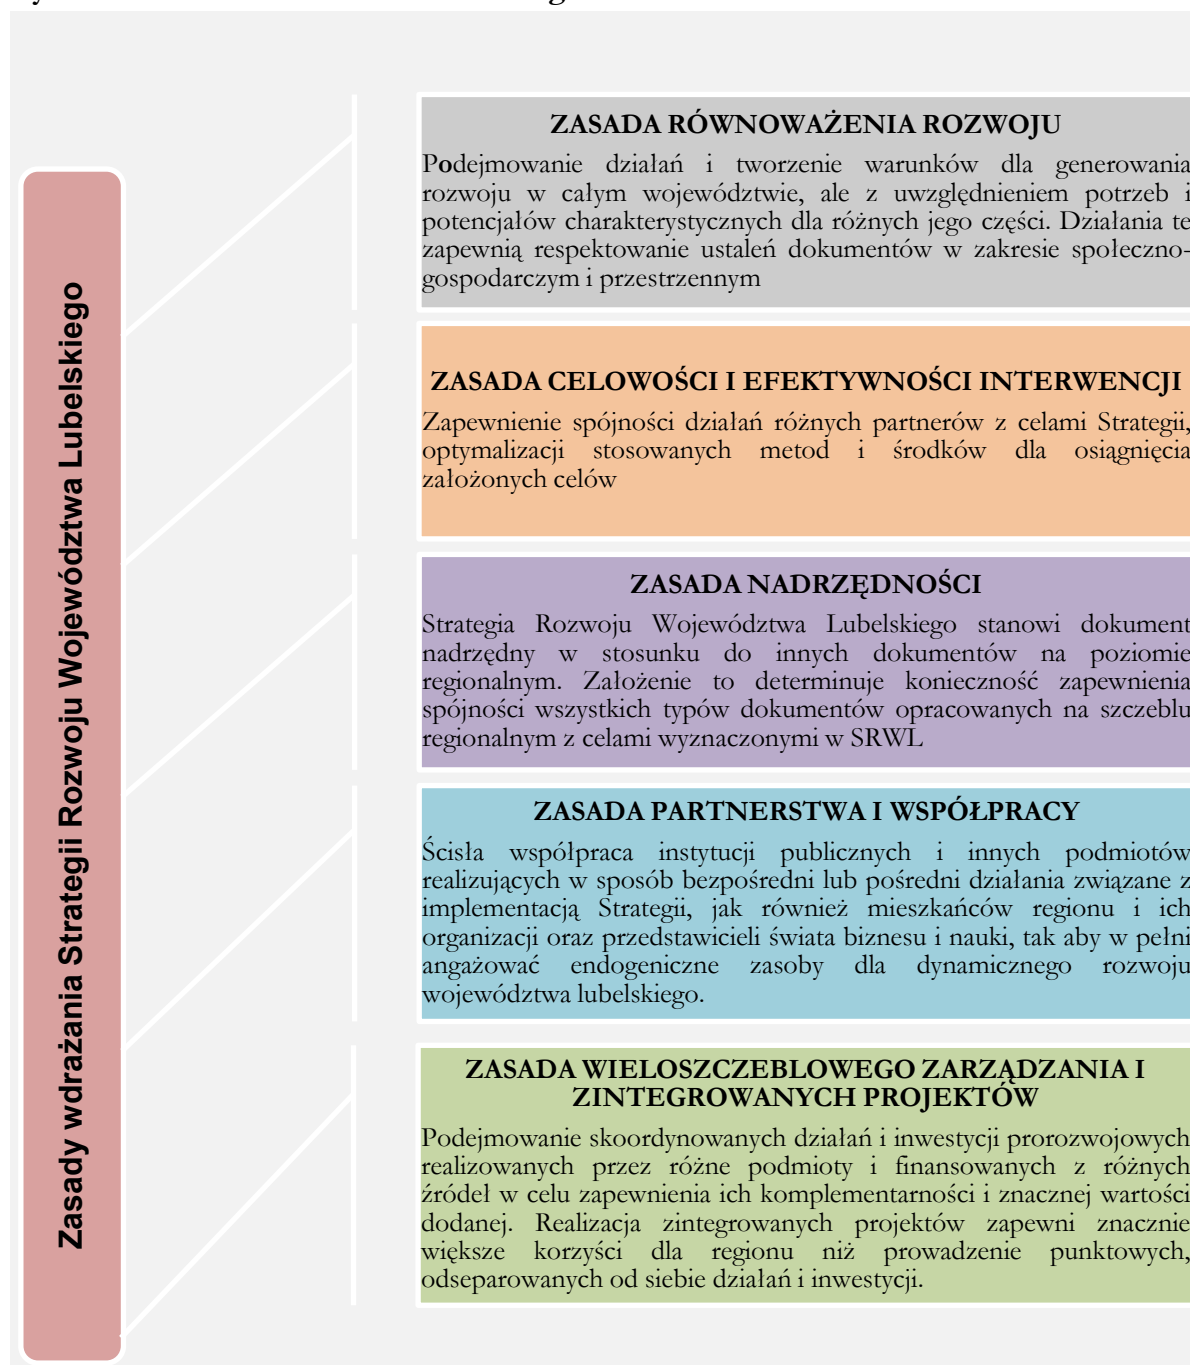 Zasady wdrażania Strategii Rozwoju Województwa Lubelskiego
ZASADA RÓWNOWAŻENIA ROZWOJU
Podejmowanie działań i tworzenie warunków dla generowania
rozwoju w całym województwie, ale z uwzględnieniem potrzeb i
potencjałów charakterystycznych dla różnych jego części. Działania te
zapewnią respektowanie ustaleń dokumentów w zakresie społeczno-
gospodarczym i przestrzennym
ZASADA CELOWOŚCI I EFEKTYWNOŚCI INTERWENCJI
Zapewnienie spójności działań różnych partnerów z celami Strategii,
optymalizacji stosowanych metod i środków dla osiągnięcia
założonych celów
ZASADA NADRZĘDNOŚCI
Strategia Rozwoju Województwa Lubelskiego stanowi dokument
nadrzędny w stosunku do innych dokumentów na poziomie
regionalnym. Założenie to determinuje konieczność zapewnienia
spójności wszystkich typów dokumentów opracowanych na szczeblu
regionalnym z celami wyznaczonymi w SRWL
ZASADA PARTNERSTWA I WSPÓŁPRACY
Ścisła współpraca instytucji publicznych i innych podmiotów
realizujących w sposób bezpośredni lub pośredni działania związane z
implementacją Strategii, jak również mieszkańców regionu i ich
organizacji oraz przedstawicieli świata biznesu i nauki, tak aby w pełni
angażować endogeniczne zasoby dla dynamicznego rozwoju
województwa lubelskiego.
ZASADA WIELOSZCZEBLOWEGO ZARZĄDZANIA I
ZINTEGROWANYCH PROJEKTÓW
Podejmowanie skoordynowanych działań i inwestycji prorozwojowych
realizowanych przez różne podmioty i finansowanych z różnych
źródeł w celu zapewnienia ich komplementarności i znacznej wartości
dodanej. Realizacja zintegrowanych projektów zapewni znacznie
większe korzyści dla regionu niż prowadzenie punktowych,
odseparowanych od siebie działań i inwestycji.